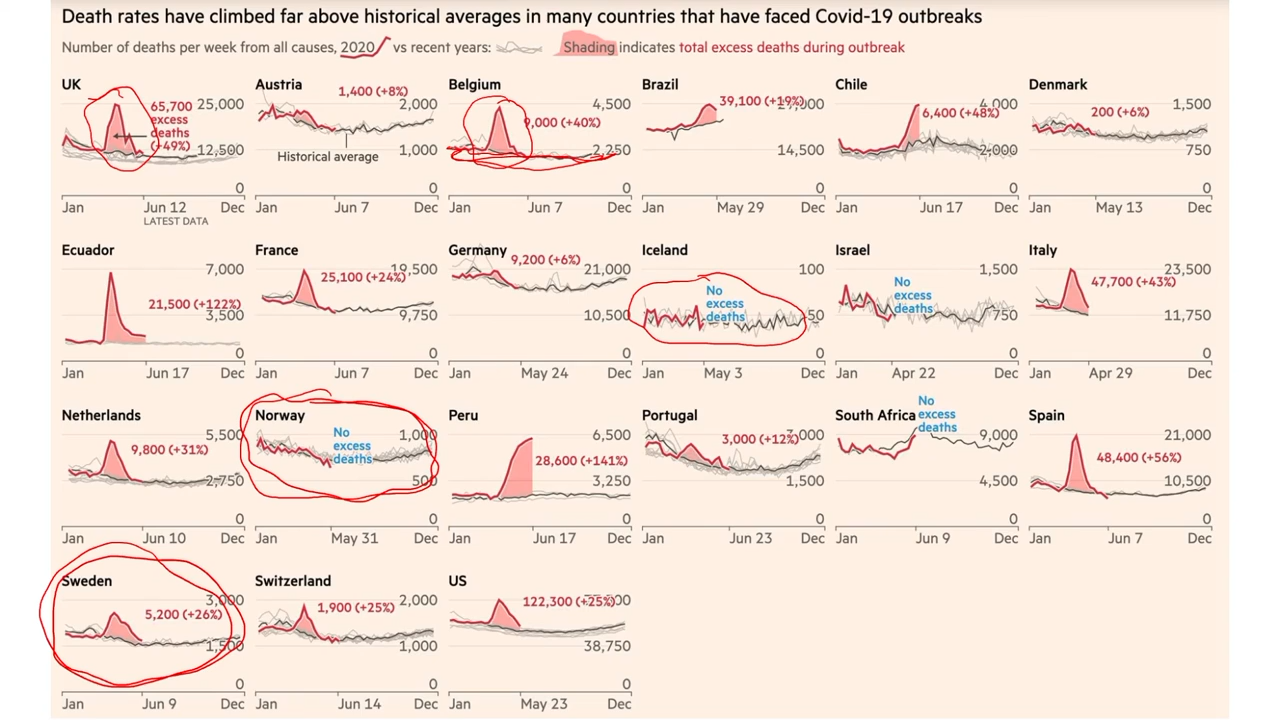 Death rates have climbed far above historical averages in many countries that have faced Covid-19 outbreaks
Number of deaths per week from all causes, 2020 vs recent years: Shading indicates total excess deaths during outbreak
UK
65,700
excess
deaths
(+49%)
25,000
12,500
0
Jan Jun 12 Dec
LATEST DATA
Austria
1,400 (+8%)
2,000
Historical average
1,000
0
Jan Jun 7 Dec
Belgium
4,500
9,000 (+40%)
2,250
0
Jan Jun 7 Dec
Brazil
39,100 (+19%)
14,500
0
Jan May 29 Dec
Chile
4,000
6,400 (+48%)
2,000
0
Jan Jun 17 Dec
Denmark
1,500
200 (+6%)
750
0
Jan May 13 Dec
Ecuador
7,000
21,500 (+122%)
3,500
0
Jan Jun 17 Dec
France
19,500
25,100 (+24%)
9,750
0
Jan Jun 7 Dec
Germany
9,200 (+6%)
21,000
10,500
0
Jan May 24 Dec
Iceland
100
No
excess
deaths
50
0
Jan May 3 Dec
Israel
1,500
No
excess
deaths
750
0
Jan Apr 22 Dec
Italy
23,500
47,700 (+43%)
11,750
0
Jan Apr 29 Dec
Netherlands
5,500
9,800 (+31%)
2,750
0
Jan Jun 10 Dec
Norway
1,000
No
excess
deaths
500
0
Jan May 31 Dec
Peru
6,500
28,600 (+141%)
3,250
0
Jan Jun 17 Dec
Portugal
3,000
3,000 (+12%)
1,500
0
Jan Jun 23 Dec
South Africa
No
excess
deaths
9,000
4,500
0
Jan Jun 9 Dec
Spain
21,000
48,400 (+56%)
10,500
0
Jan Jun 7 Dec
Sweden
3,000
5,200 (+26%)
1,500
0
Jan Jun 9 Dec
Switzerland
2,000
1,900 (+25%)
1,000
0
Jan Jun 14 Dec
US
122,300 (+25%)
38,750
0
Jan May 23 Dec